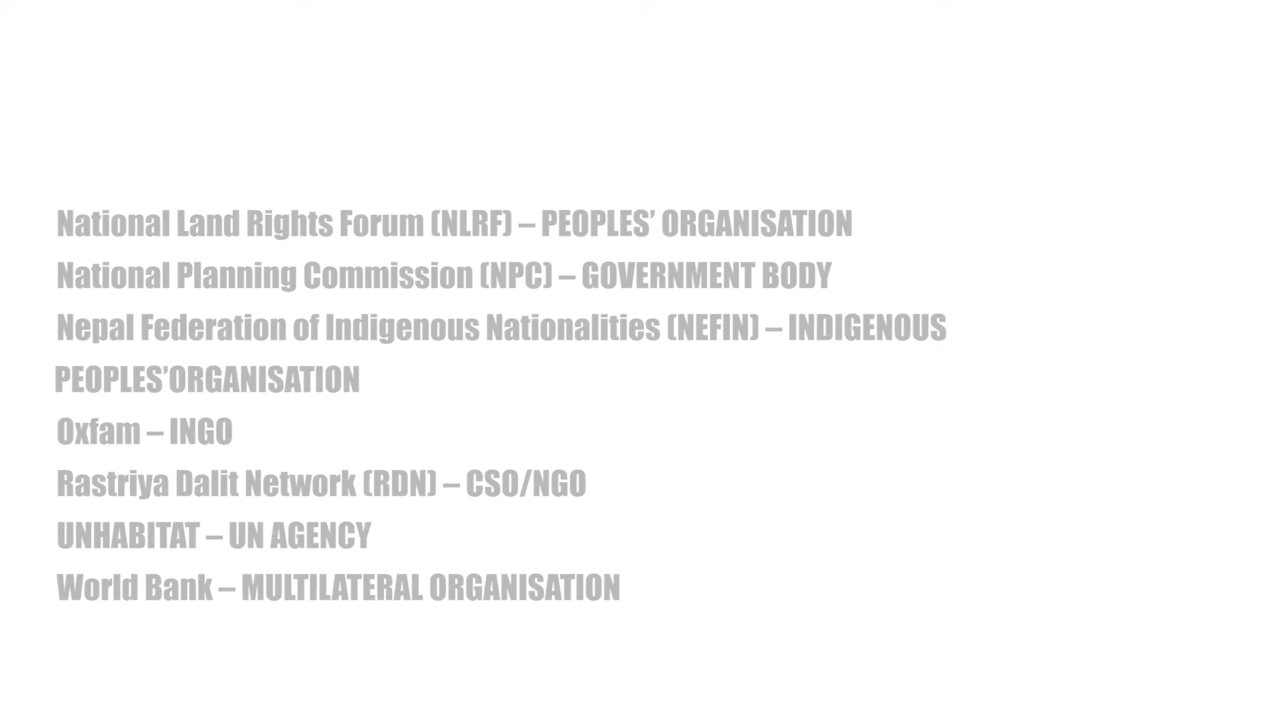 National Land Rights Forum (NLRF) – PEOPLES’ ORGANISATION
National Planning Commission (NPC) – GOVERNMENT BODY
Nepal Federation of Indigenous Nationalities (NEFIN) – INDIGENOUS
PEOPLES’ORGANISATION
Oxfam – INGO
Rastriya Dalit Network (RDN) – CSO/NGO
UNHABITAT – UN AGENCY
World Bank – MULTILATERAL ORGANISATION